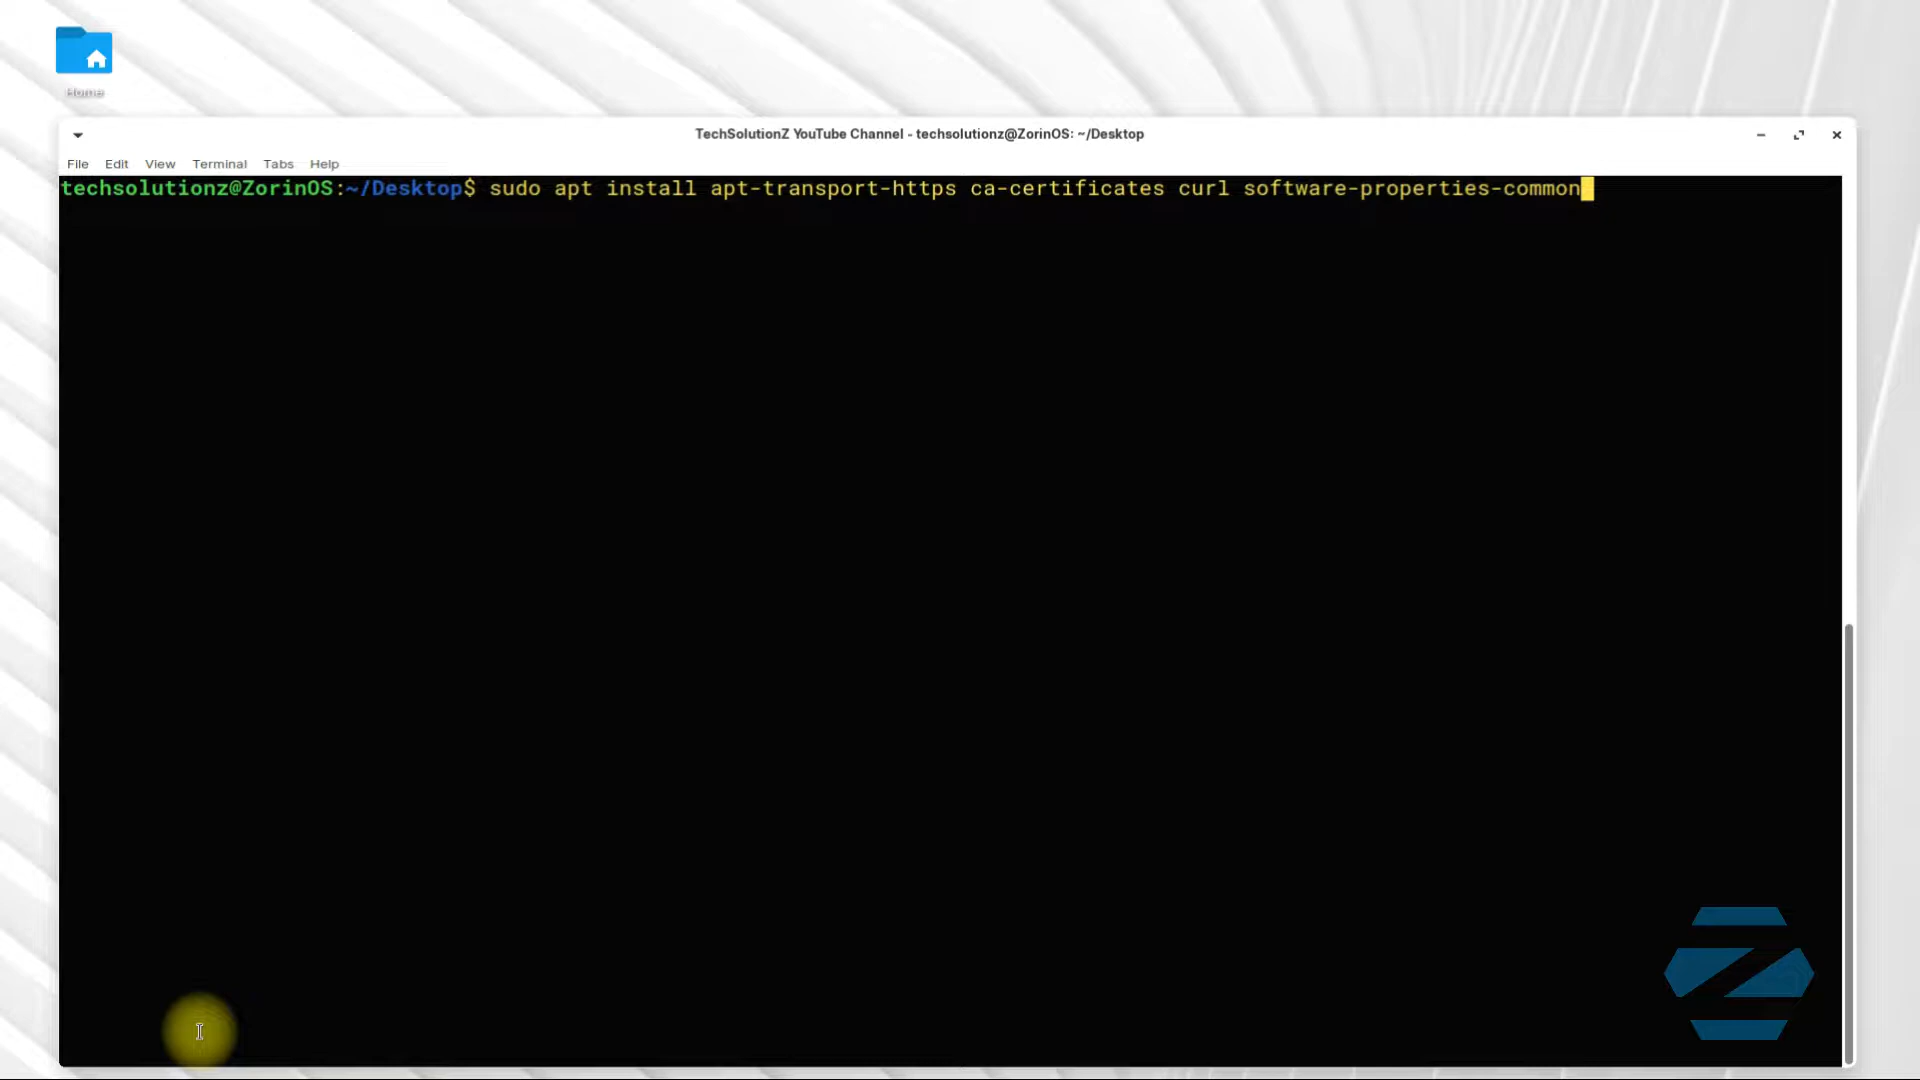 Home
TechSolutionZ YouTube Channel - techsolutionz@ZorinOS: ~/Desktop
File Edit View Terminal Tabs Help
techsolutionz@ZorinOS:~/Desktop$ sudo apt install apt-transport-https ca-certificates curl software-properties-common